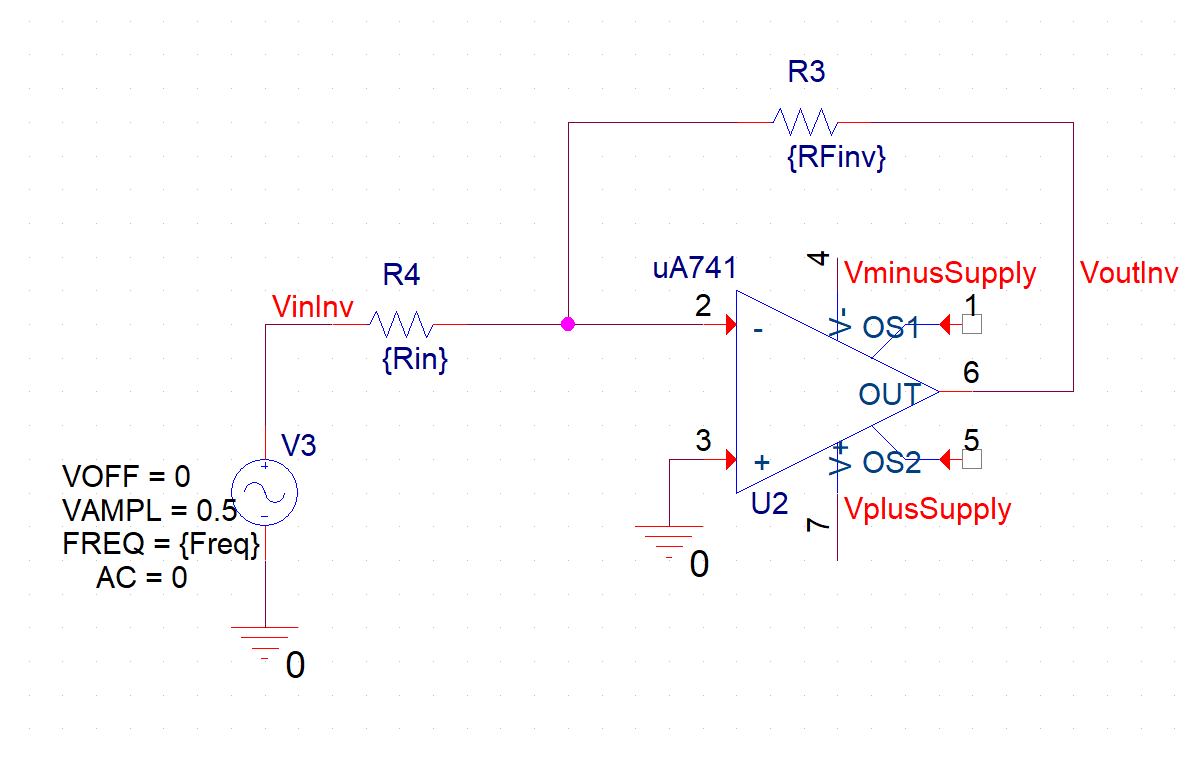 R3
{RFinv}
uA741
4
VminusSupply
VoutInv
R4
VinInv
{Rin}
2
-
V-
OS1
1
6
OUT
3
+
V+
OS2
5
U2
7
VplusSupply
0
V3
VOFF = 0
VAMPL = 0.5
FREQ = {Freq}
AC = 0
+
-
0